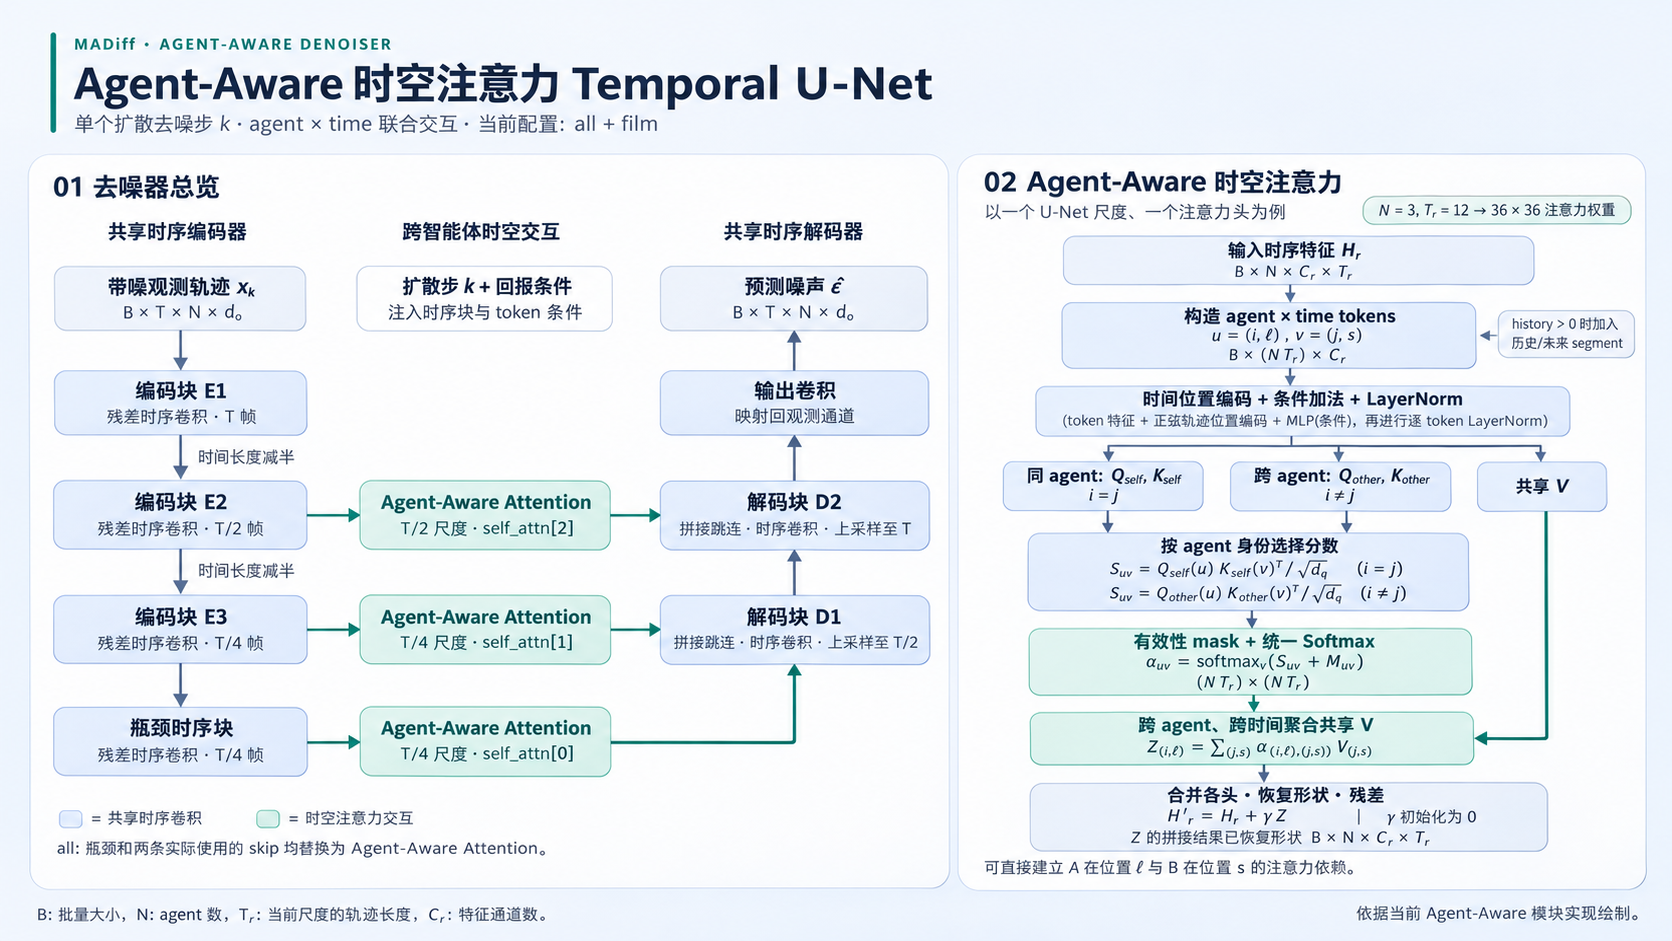 MADiff · AGENT-AWARE DENOISER
Agent-Aware 时空注意力 Temporal U-Net
单个扩散去噪步 k · agent × time 联合交互 · 当前配置: all + film
01 去噪器总览
共享时序编码器
跨智能体时空交互
共享时序解码器
带噪观测轨迹 xₖ
B × T × N × dₒ
扩散步 k + 回报条件
注入时序块与 token 条件
预测噪声 ε̂
B × T × N × dₒ
编码块 E1
残差时序卷积 · T 帧
输出卷积
映射回观测通道
时间长度减半
编码块 E2
残差时序卷积 · T/2 帧
Agent-Aware Attention
T/2 尺度 · self_attn[2]
解码块 D2
拼接跳连 · 时序卷积 · 上采样至 T
时间长度减半
编码块 E3
残差时序卷积 · T/4 帧
Agent-Aware Attention
T/4 尺度 · self_attn[1]
解码块 D1
拼接跳连 · 时序卷积 · 上采样至 T/2
瓶颈时序块
残差时序卷积 · T/4 帧
Agent-Aware Attention
T/4 尺度 · self_attn[0]
= 共享时序卷积
= 时空注意力交互
all: 瓶颈和两条实际使用的 skip 均替换为 Agent-Aware Attention。
02 Agent-Aware 时空注意力
以一个 U-Net 尺度、一个注意力头为例
N = 3, Tᵣ = 12 → 36 × 36 注意力权重
输入时序特征 Hᵣ
B × N × Cᵣ × Tᵣ
构造 agent × time tokens
u = (i, ℓ) , v = (j, s)
B × (N Tᵣ) × Cᵣ
history > 0 时加入
历史/未来 segment
时间位置编码 + 条件加法 + LayerNorm
(token 特征 + 正弦轨迹位置编码 + MLP(条件)，再进行逐 token LayerNorm)
同 agent: Q_self, K_self
i = j
跨 agent: Q_other, K_other
i ≠ j
共享 V
按 agent 身份选择分数
S_uv = Q_self(u) K_self(v)ᵀ/√d_q (i = j)
S_uv = Q_other(u) K_other(v)ᵀ/√d_q (i ≠ j)
有效性 mask + 统一 Softmax
α_uv = softmax_v(S_uv + M_uv)
(N Tᵣ) × (N Tᵣ)
跨 agent、跨时间聚合共享 V
Z_(i,ℓ) = ∑_(j,s) α_(i,ℓ),(j,s)) V_(j,s)
合并各头 · 恢复形状 · 残差
H′ᵣ = Hᵣ + γ Z | γ 初始化为 0
Z 的拼接结果已恢复形状 B × N × Cᵣ × Tᵣ
可直接建立 A 在位置 ℓ 与 B 在位置 s 的注意力依赖。
B: 批量大小，N: agent 数，Tᵣ: 当前尺度的轨迹长度，Cᵣ: 特征通道数。
依据当前 Agent-Aware 模块实现绘制。